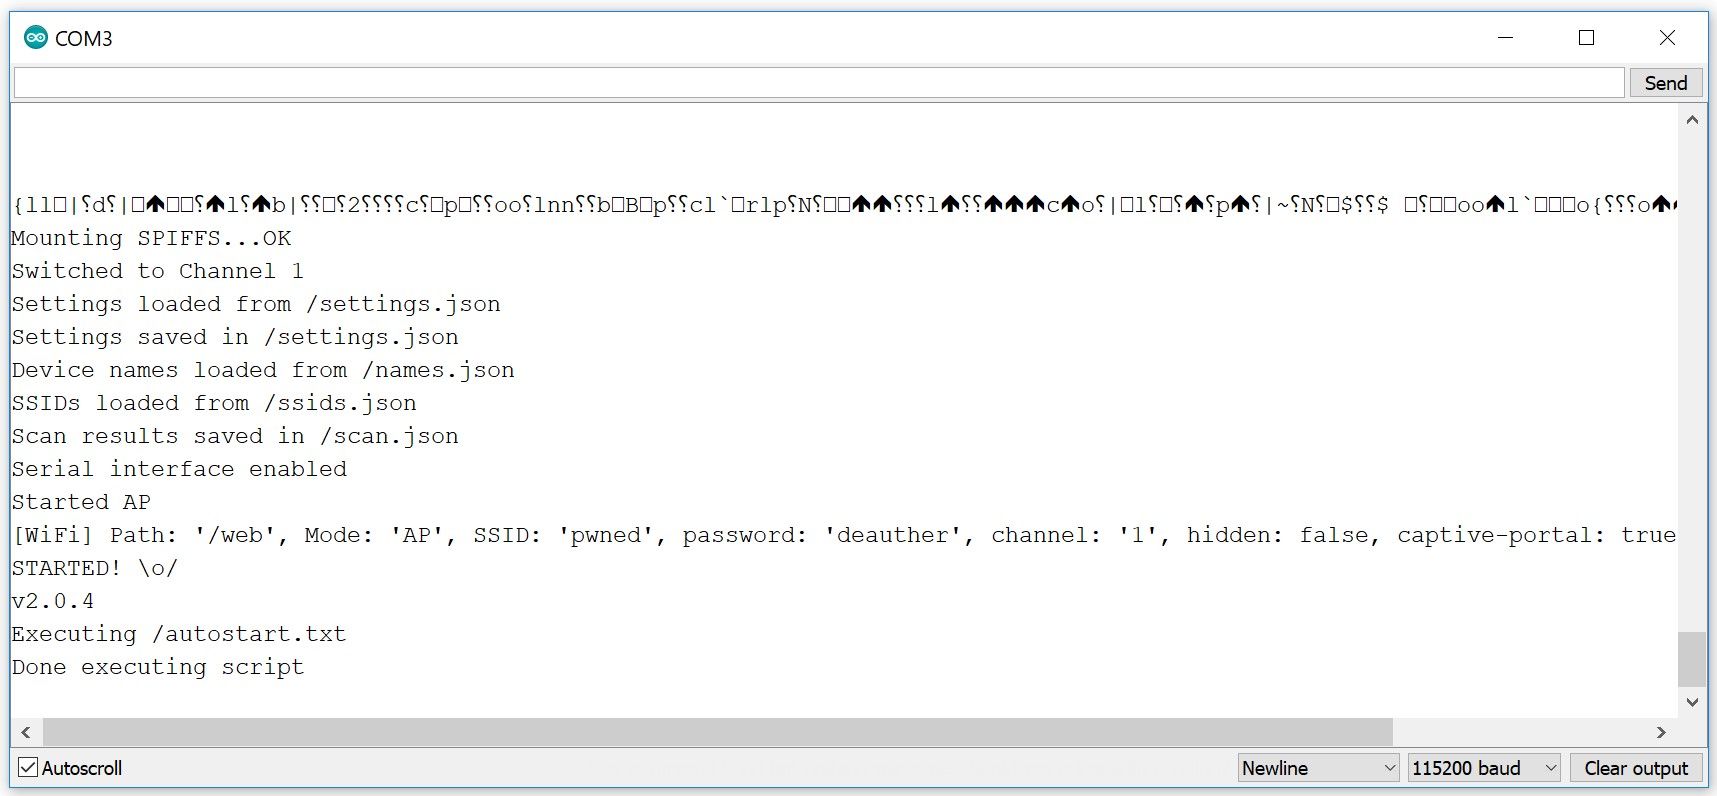 COM3
Send
Mounting SPIFFS...OK
Switched to Channel 1
Settings loaded from /settings.json
Settings saved in /settings.json
Device names loaded from /names.json
SSIDs loaded from /ssids.json
Scan results saved in /scan.json
Serial interface enabled
Started AP
[WiFi] Path: '/web', Mode: 'AP', SSID: 'pwned', password: 'deauther', channel: '1', hidden: false, captive-portal: true
STARTED! \o/
v2.0.4
Executing /autostart.txt
Done executing script
Autoscroll
Newline
115200 baud
Clear output